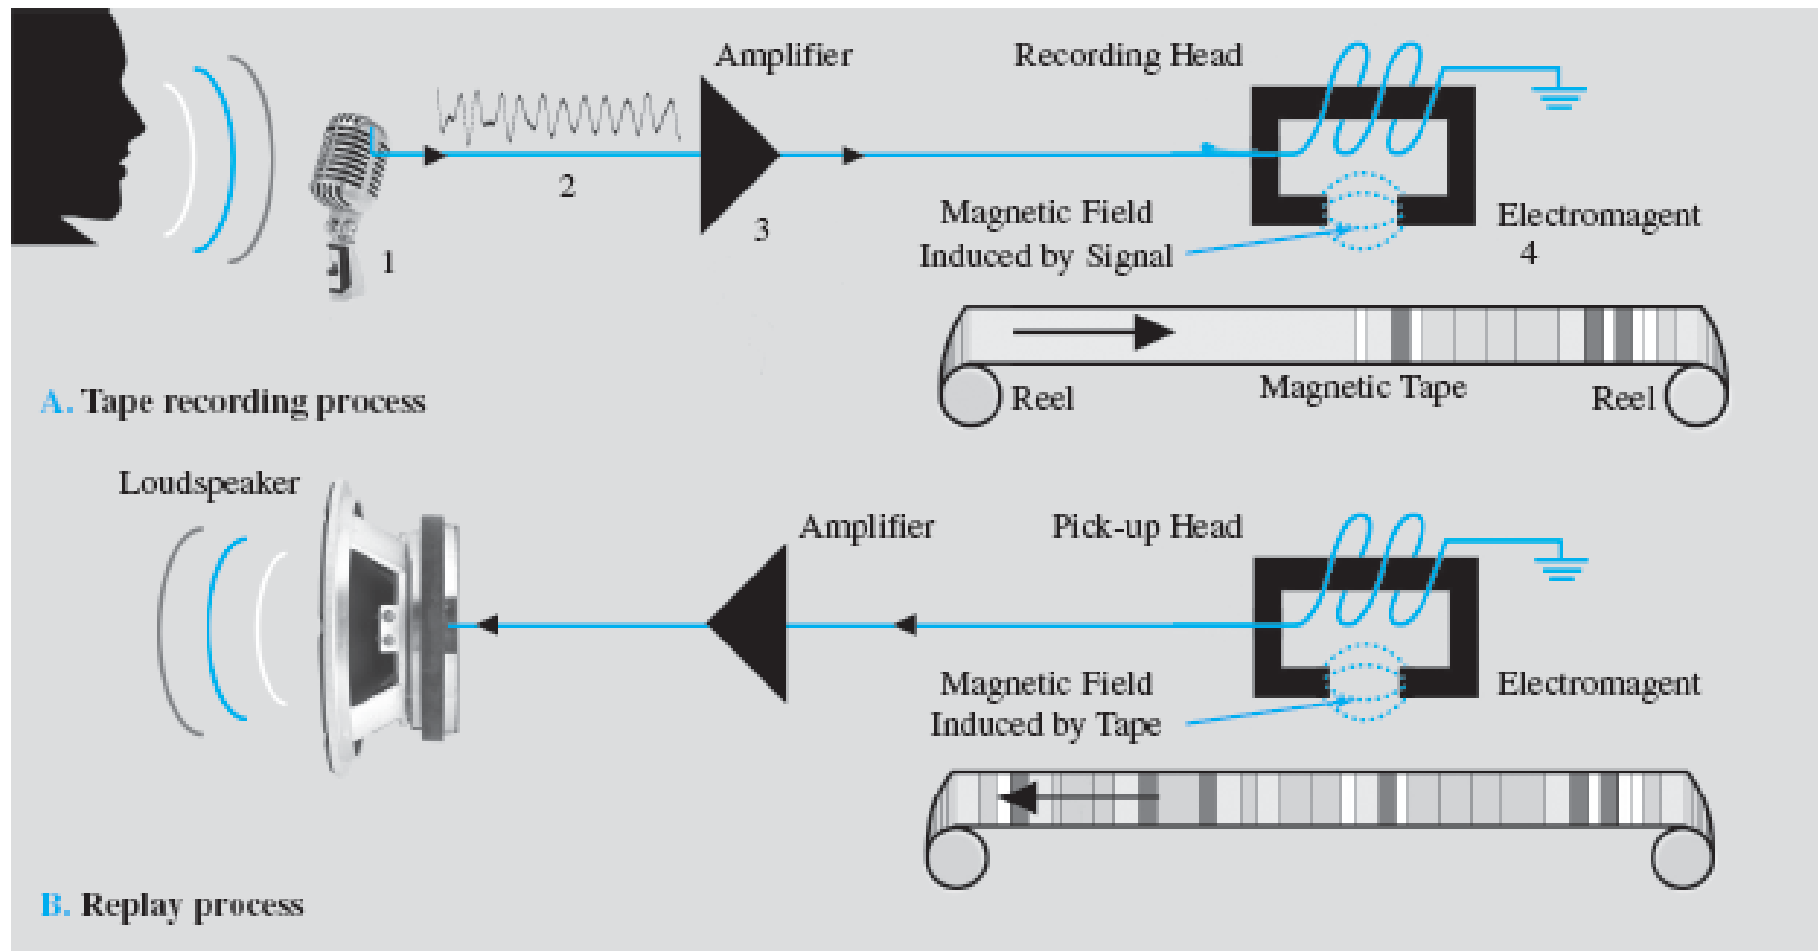 Amplifier
Recording Head
2
3
1
Magnetic Field
Induced by Signal
Electromagent
4
Reel
Magnetic Tape
Reel
A. Tape recording process
Loudspeaker
Amplifier
Pick-up Head
Magnetic Field
Induced by Tape
Electromagent
B. Replay process